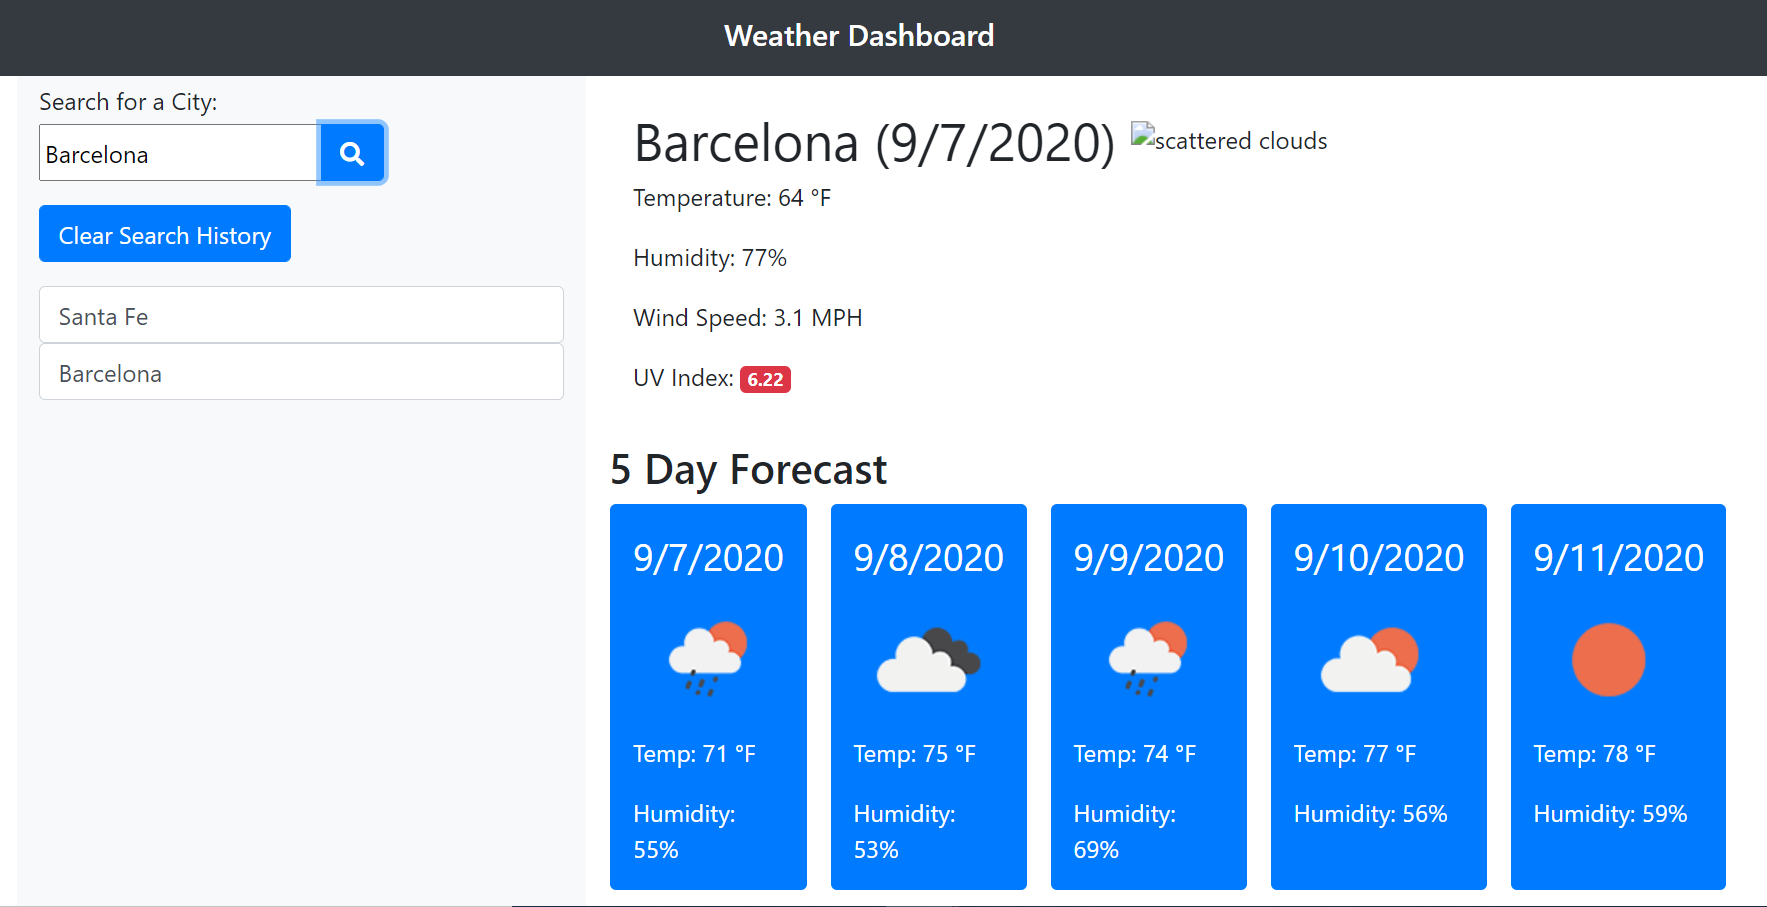 Weather Dashboard
Search for a City:
Barcelona
Clear Search History
Santa Fe
Barcelona
Barcelona (9/7/2020) scattered clouds
Temperature: 64 °F
Humidity: 77%
Wind Speed: 3.1 MPH
UV Index: 6.22
5 Day Forecast
9/7/2020
Temp: 71 °F
Humidity:
55%
9/8/2020
Temp: 75 °F
Humidity:
53%
9/9/2020
Temp: 74 °F
Humidity:
69%
9/10/2020
Temp: 77 °F
Humidity: 56%
9/11/2020
Temp: 78 °F
Humidity: 59%